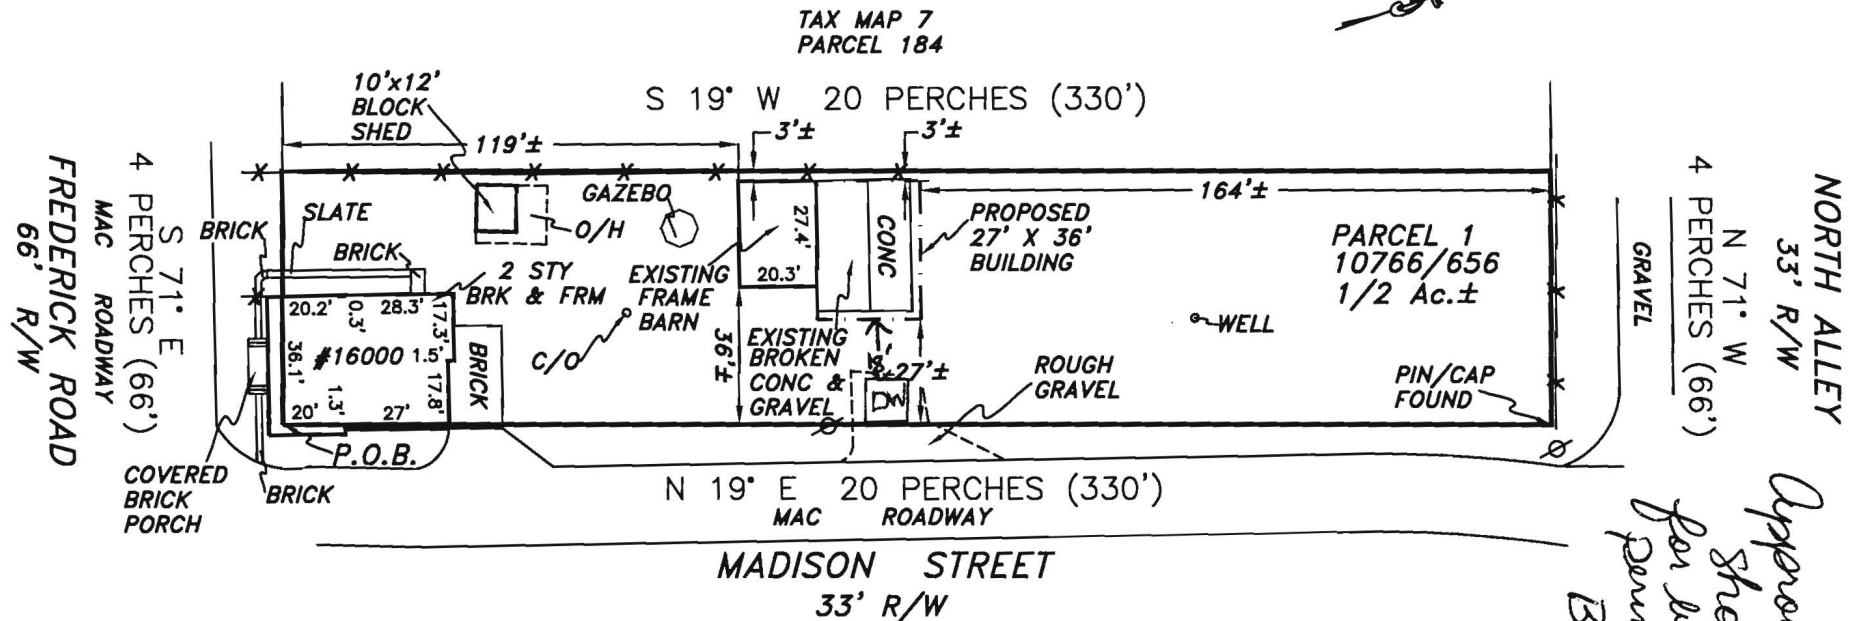 TAX MAP 7
PARCEL 184
S 19° W 20 PERCHES (330')
10'x12'
BLOCK
SHED
119'±
3'±
3'±
164'±
FREDERICK ROAD
66' R/W
MAC ROADWAY
S 71° E
4 PERCHES (66')
BRICK
SLATE
BRICK
GAZEBO
O/H
2 STY
BRK & FRM
EXISTING
FRAME
BARN
27.4'
20.3'
CONC
PROPOSED
27' X 36'
BUILDING
PARCEL 1
10766/656
1/2 Ac.±
WELL
GRAVEL
N 71° W
4 PERCHES (66')
NORTH ALLEY
33' R/W
20.2'
0.3'
28.3'
17.3'
#16000
1.5'
36.1'
1.3'
17.8'
20'
27'
BRICK
C/O
36'±
EXISTING
BROKEN
CONC &
GRAVEL
27'±
DW
ROUGH
GRAVEL
PIN/CAP
FOUND
P.O.B.
COVERED
BRICK
PORCH
BRICK
N 19° E 20 PERCHES (330')
MAC ROADWAY
MADISON STREET
33' R/W
for